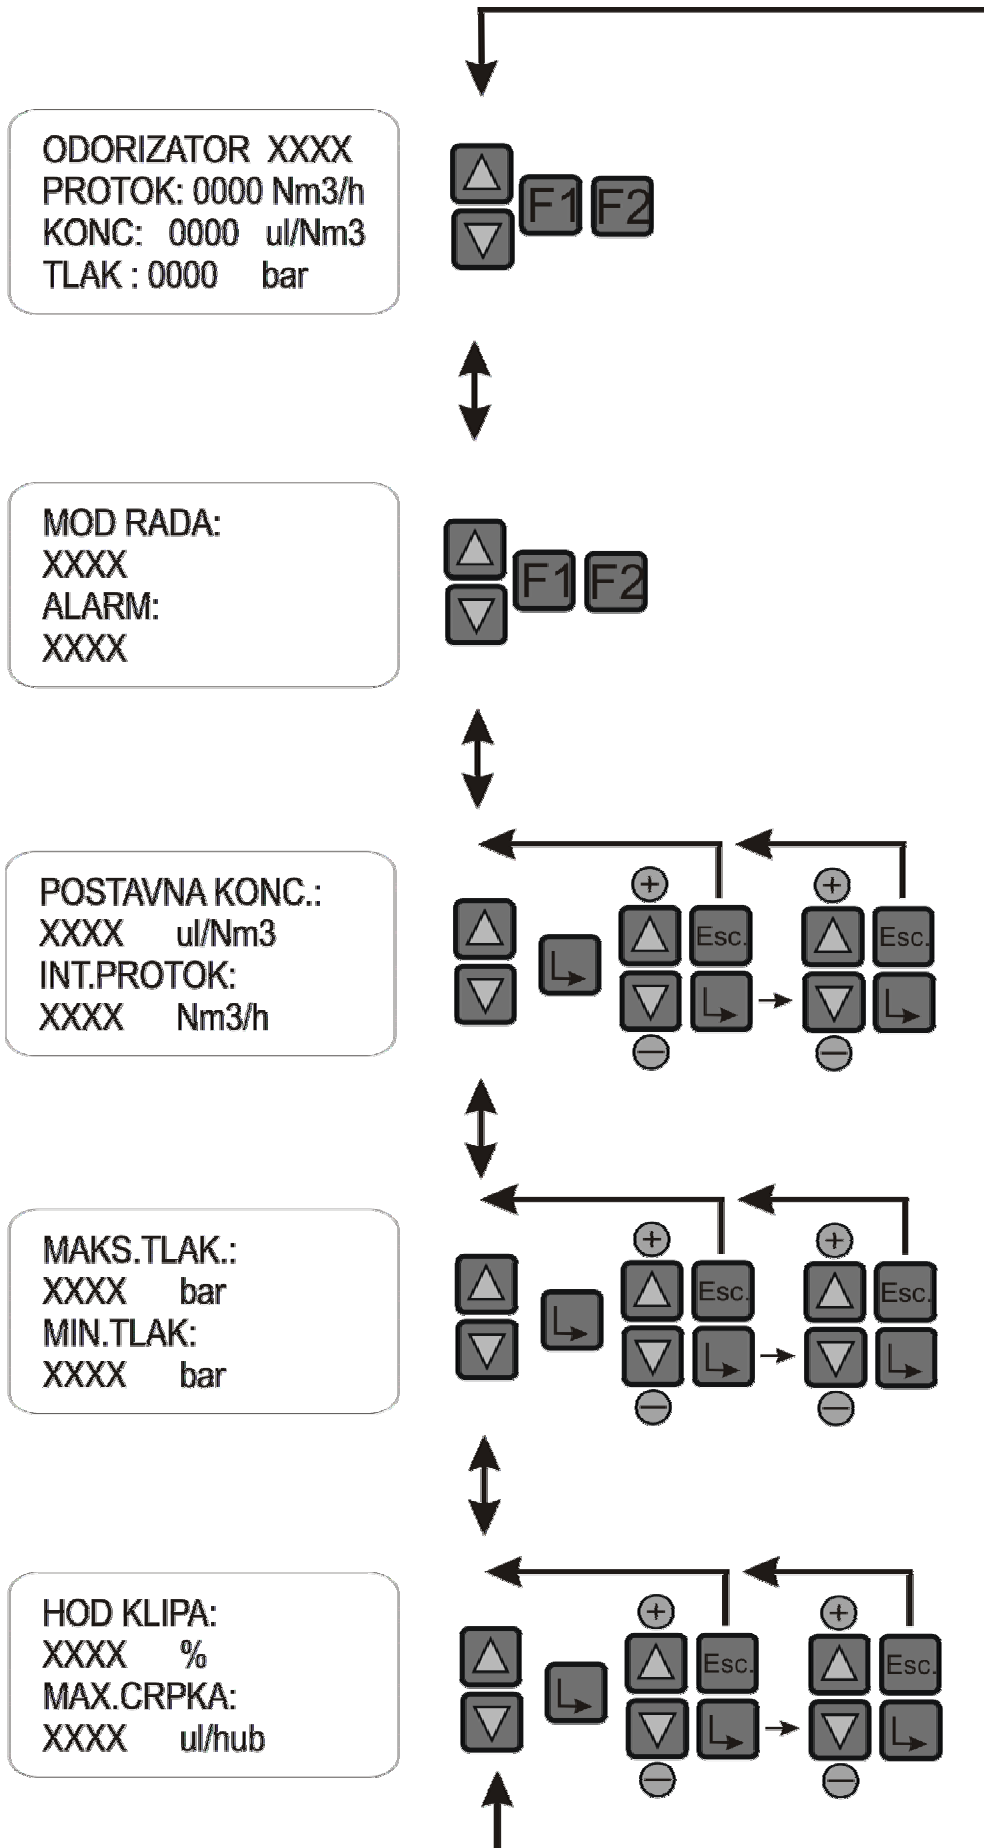 ODORIZATOR XXXX
PROTOK: 0000 Nm3/h
KONC: 0000 ul/Nm3
TLAK : 0000 bar
F1 F2
MOD RADA:
XXXX
ALARM:
XXXX
F1 F2
POSTAVNA KONC.:
XXXX ul/Nm3
INT.PROTOK:
XXXX Nm3/h
+ +
Esc. Esc.
− −
MAKS.TLAK.:
XXXX bar
MIN.TLAK:
XXXX bar
+ +
Esc. Esc.
− −
HOD KLIPA:
XXXX %
MAX.CRPKA:
XXXX ul/hub
+ +
Esc. Esc.
− −